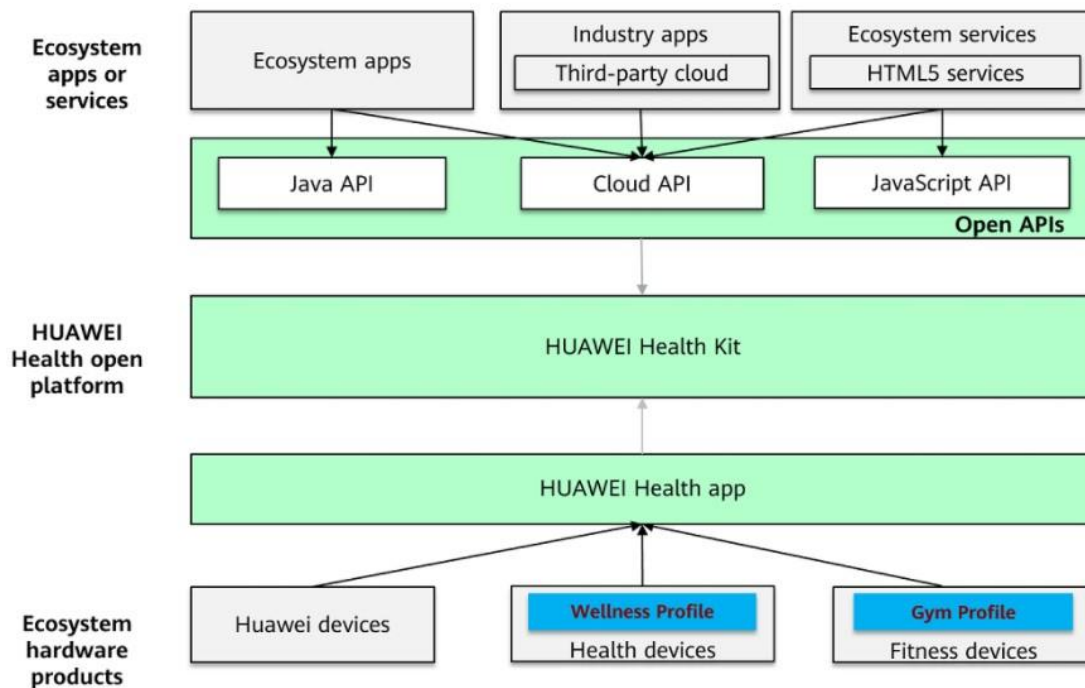 Ecosystem
apps or
services
Ecosystem apps
Industry apps
Third-party cloud
Ecosystem services
HTML5 services
Java API
Cloud API
JavaScript API
Open APIs
HUAWEI
Health open
platform
HUAWEI Health Kit
HUAWEI Health app
Ecosystem
hardware
products
Huawei devices
Wellness Profile
Health devices
Gym Profile
Fitness devices